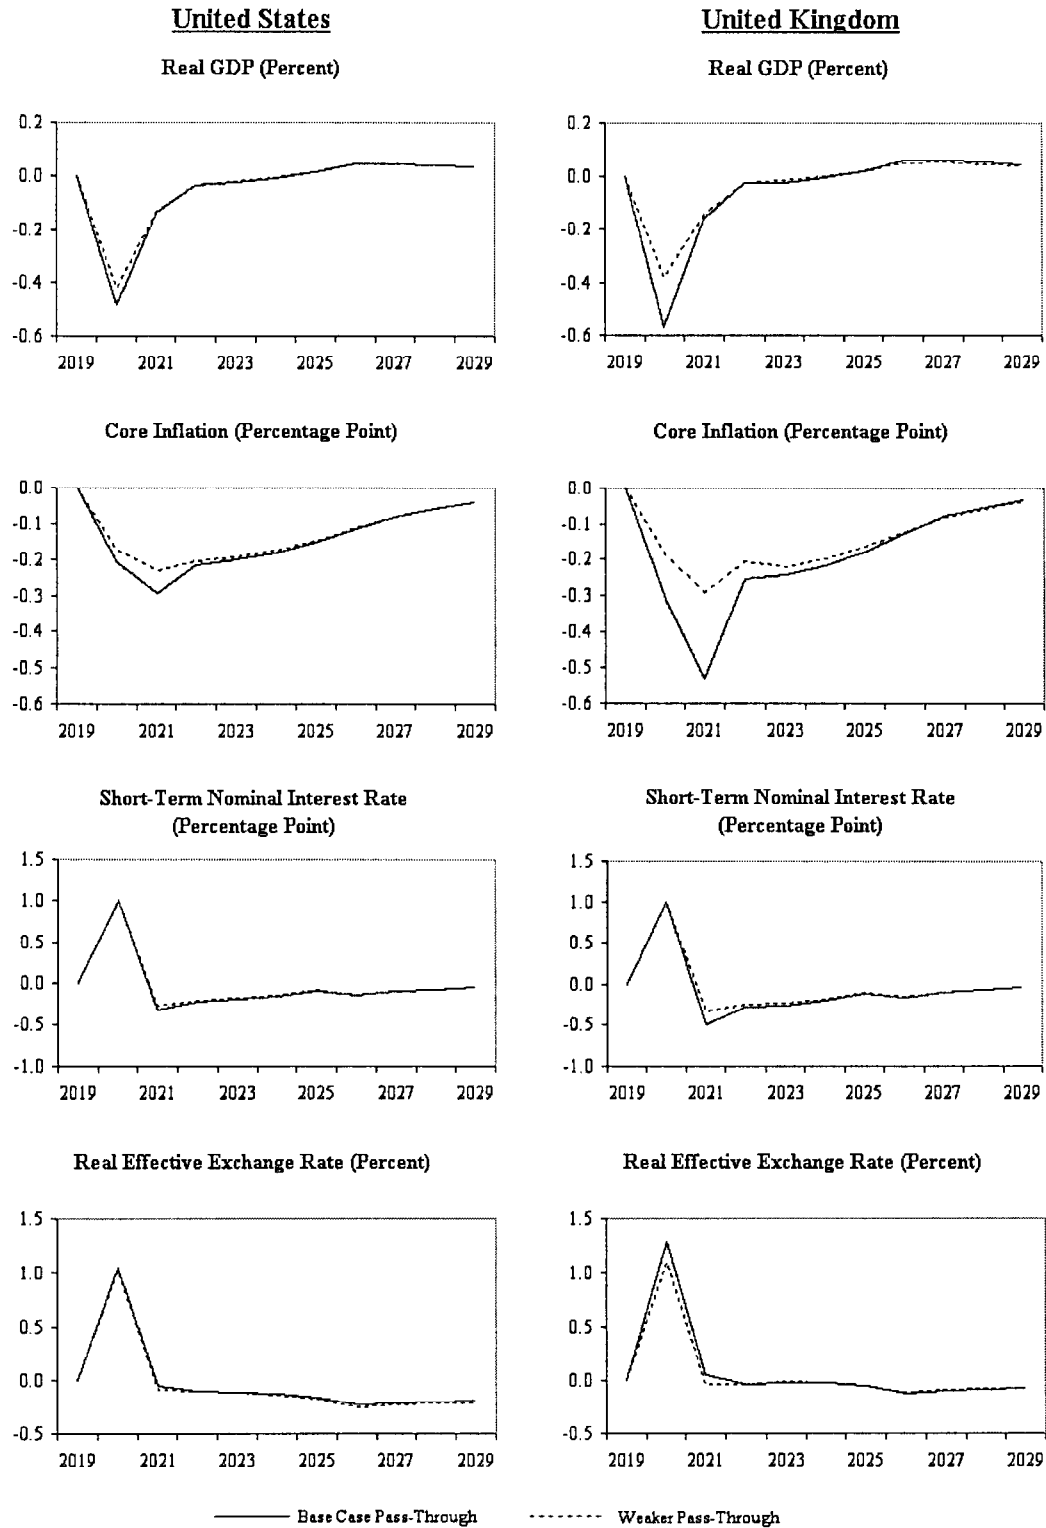 United States
Real GDP (Percent)
0.2
0.0
-0.2
-0.4
-0.6
2019 2021 2023 2025 2027 2029
Core Inflation (Percentage Point)
0.0
-0.1
-0.2
-0.3
-0.4
-0.5
-0.6
2019 2021 2023 2025 2027 2029
Short-Term Nominal Interest Rate
(Percentage Point)
1.5
1.0
0.5
0.0
-0.5
-1.0
2019 2021 2023 2025 2027 2029
Real Effective Exchange Rate (Percent)
1.5
1.0
0.5
0.0
-0.5
2019 2021 2023 2025 2027 2029
United Kingdom
Real GDP (Percent)
0.2
0.0
-0.2
-0.4
-0.6
2019 2021 2023 2025 2027 2029
Core Inflation (Percentage Point)
0.0
-0.1
-0.2
-0.3
-0.4
-0.5
-0.6
2019 2021 2023 2025 2027 2029
Short-Term Nominal Interest Rate
(Percentage Point)
1.5
1.0
0.5
0.0
-0.5
-1.0
2019 2021 2023 2025 2027 2029
Real Effective Exchange Rate (Percent)
1.5
1.0
0.5
0.0
-0.5
2019 2021 2023 2025 2027 2029
Base Case Pass-Through Weaker Pass-Through